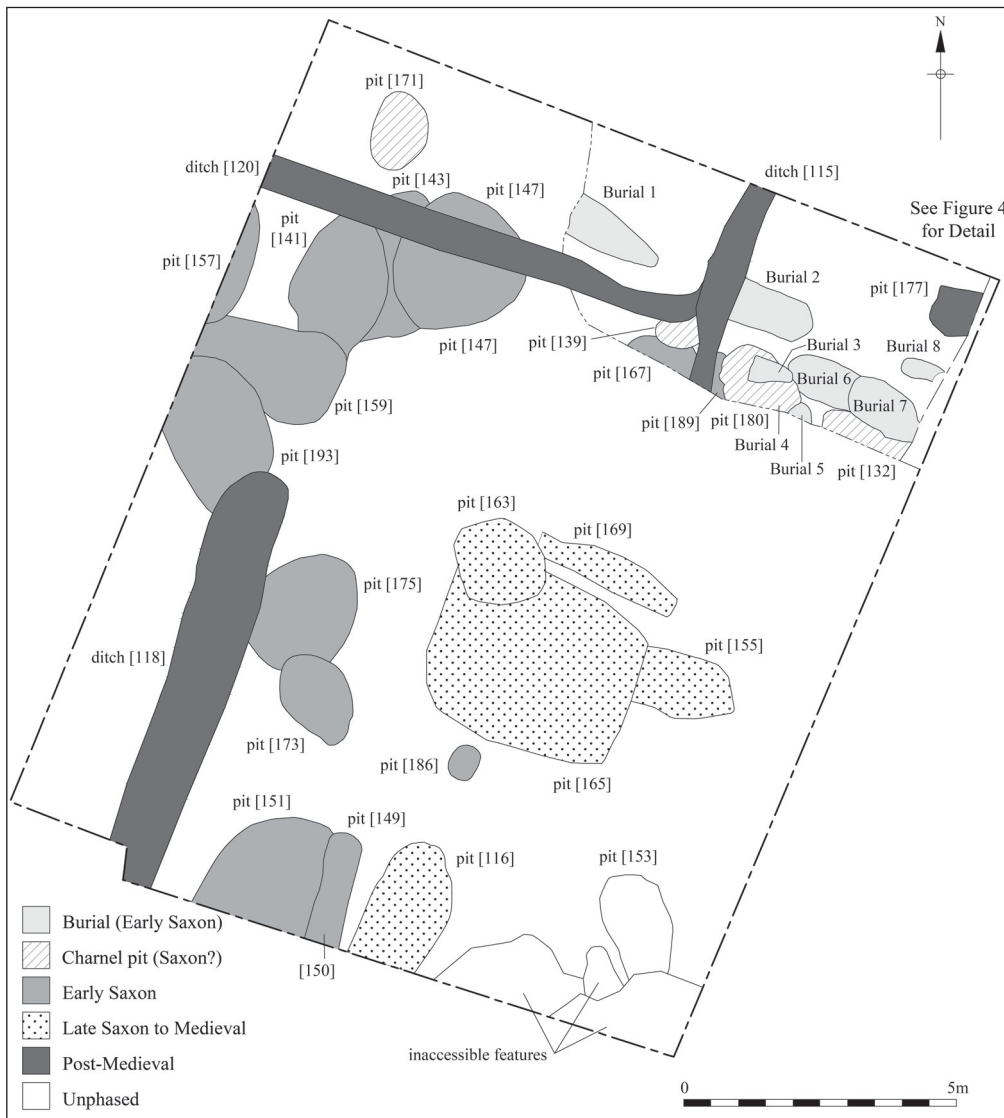 N
pit [171]
ditch [120]
pit [143]
pit [147]
ditch [115]
Burial 1
See Figure 4
for Detail
pit
[141]
pit [157]
Burial 2
pit [177]
pit [147]
pit [139]
Burial 3
Burial 8
pit [167]
Burial 6
pit [159]
Burial 7
pit [189]
pit [180]
Burial 4
Burial 5
pit [132]
pit [193]
pit [163]
pit [169]
pit [175]
ditch [118]
pit [155]
pit [173]
pit [186]
pit [165]
pit [151]
pit [149]
pit [116]
pit [153]
[150]
inaccessible features
Burial (Early Saxon)
Charnel pit (Saxon?)
Early Saxon
Late Saxon to Medieval
Post-Medieval
Unphased
0
5m